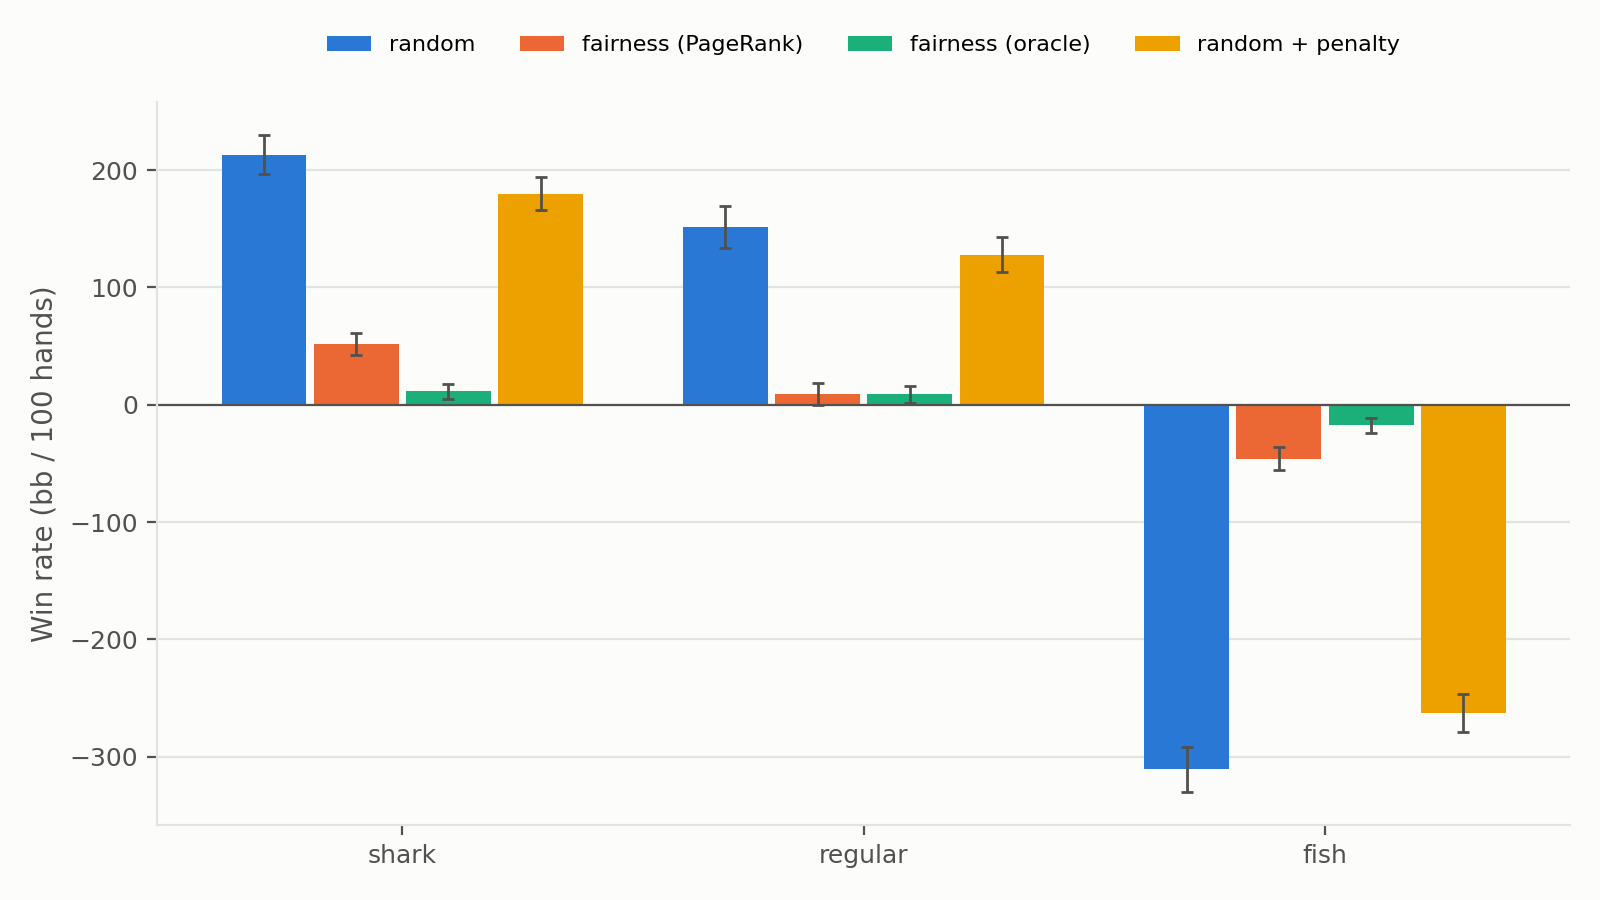 random fairness (PageRank) fairness (oracle) random + penalty
Win rate (bb / 100 hands)
200
100
0
−100
−200
−300
shark regular fish